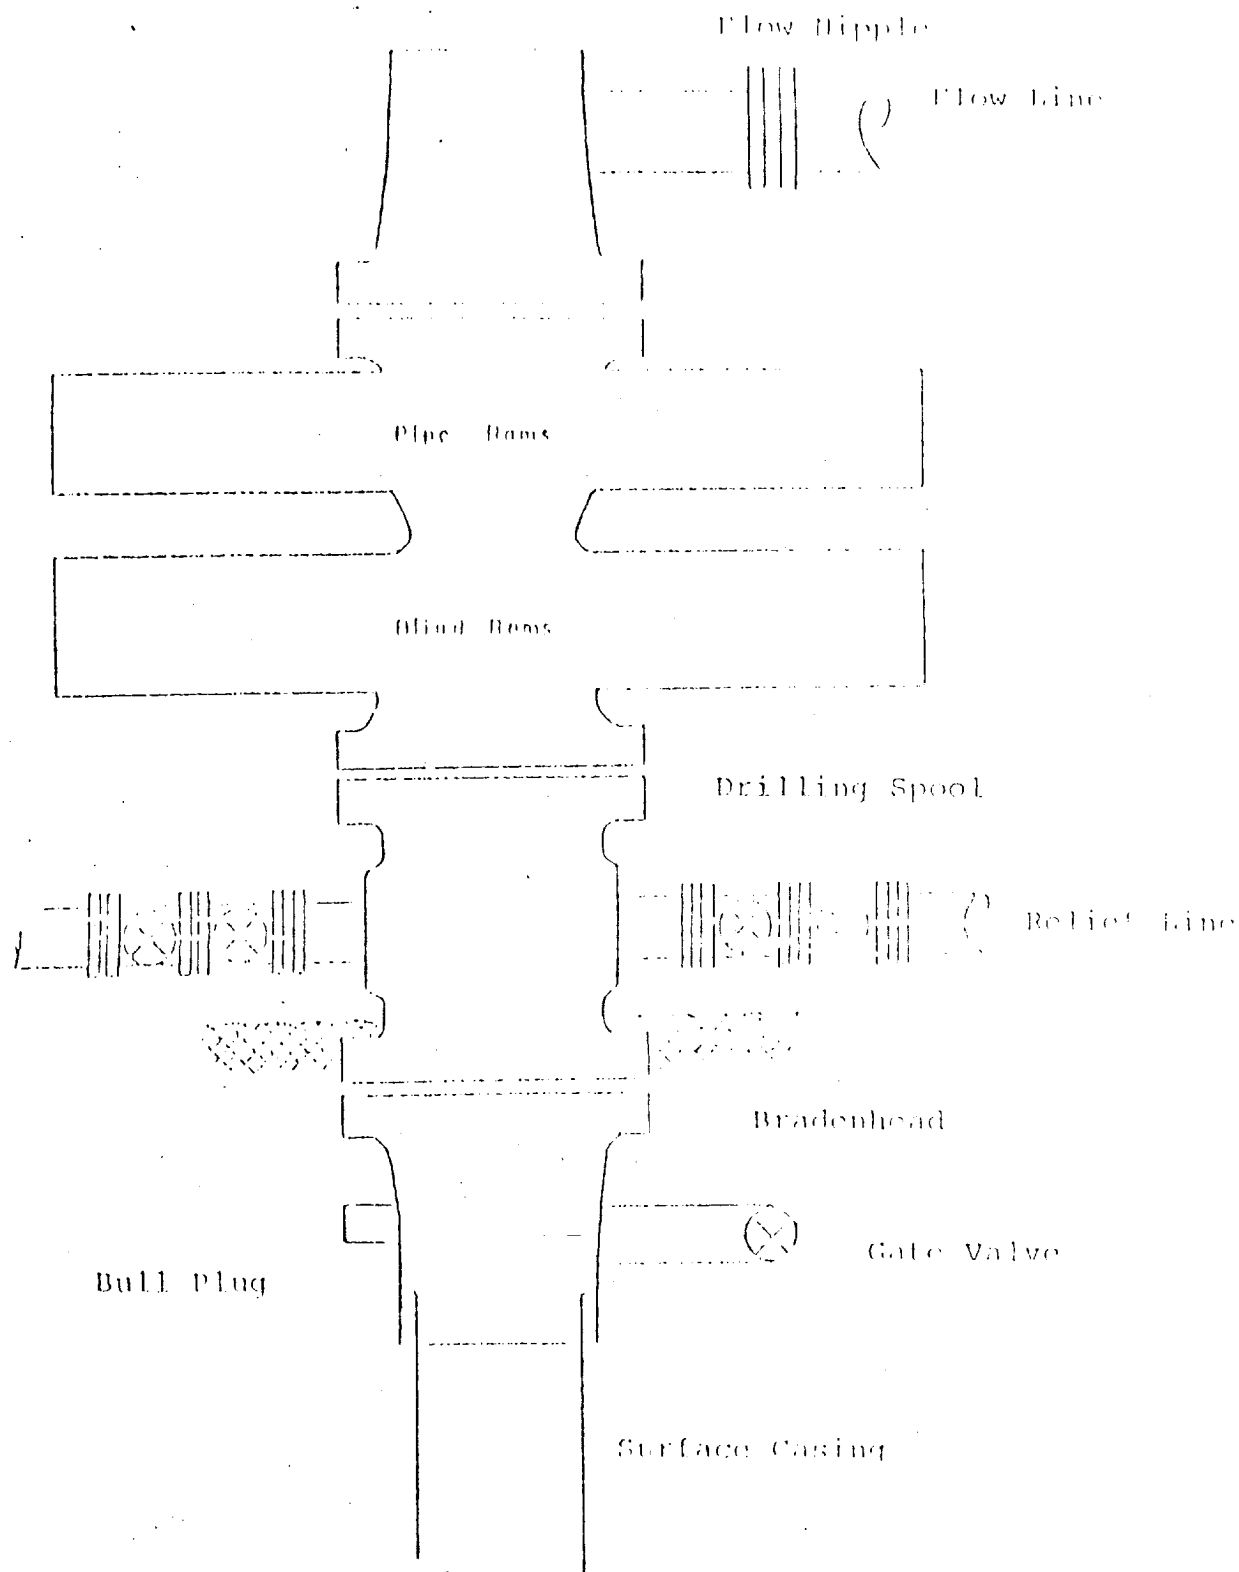 Flow Nipple
Flow Line
Pipe Rams
Blind Rams
Drilling Spool
Relief Line
Bradenhead
Gate Valve
Bull Plug
Surface Casing